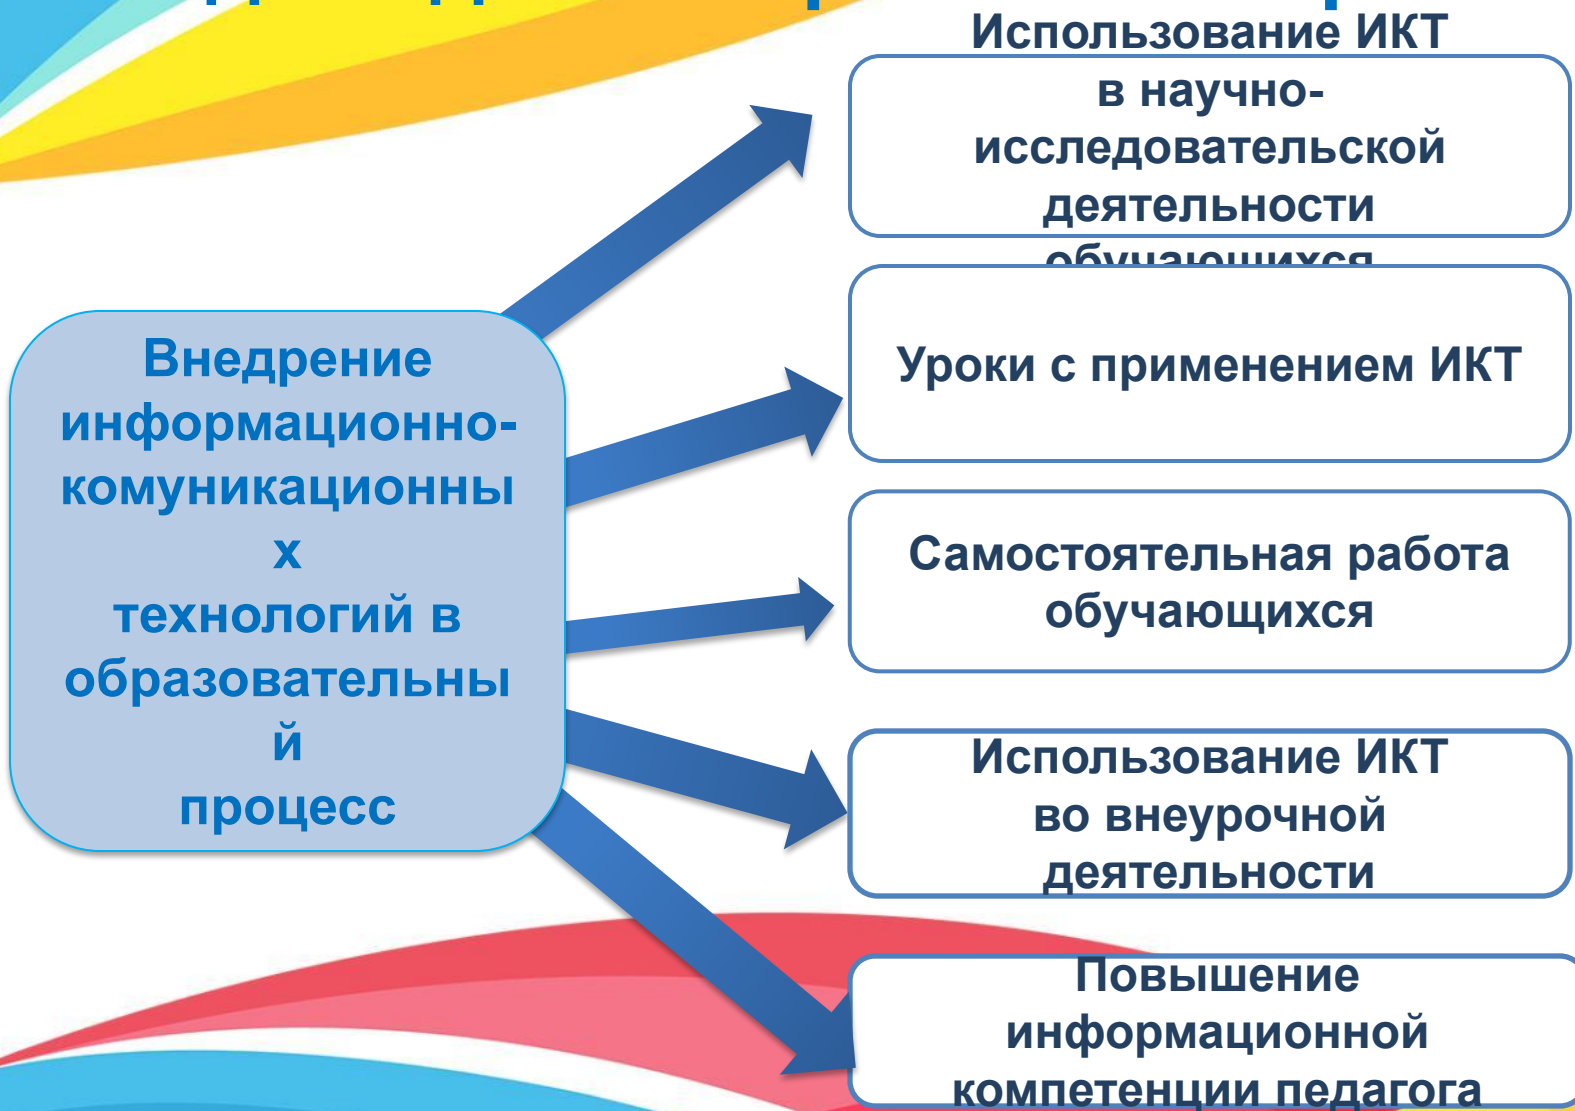 Использование ИКТ
в научно-
исследовательской
деятельности
обучающихся
Внедрение
информационно-
комуникационны
х
технологий в
образовательны
й
процесс
Уроки с применением ИКТ
Самостоятельная работа
обучающихся
Использование ИКТ
во внеурочной
деятельности
Повышение
информационной
компетенции педагога